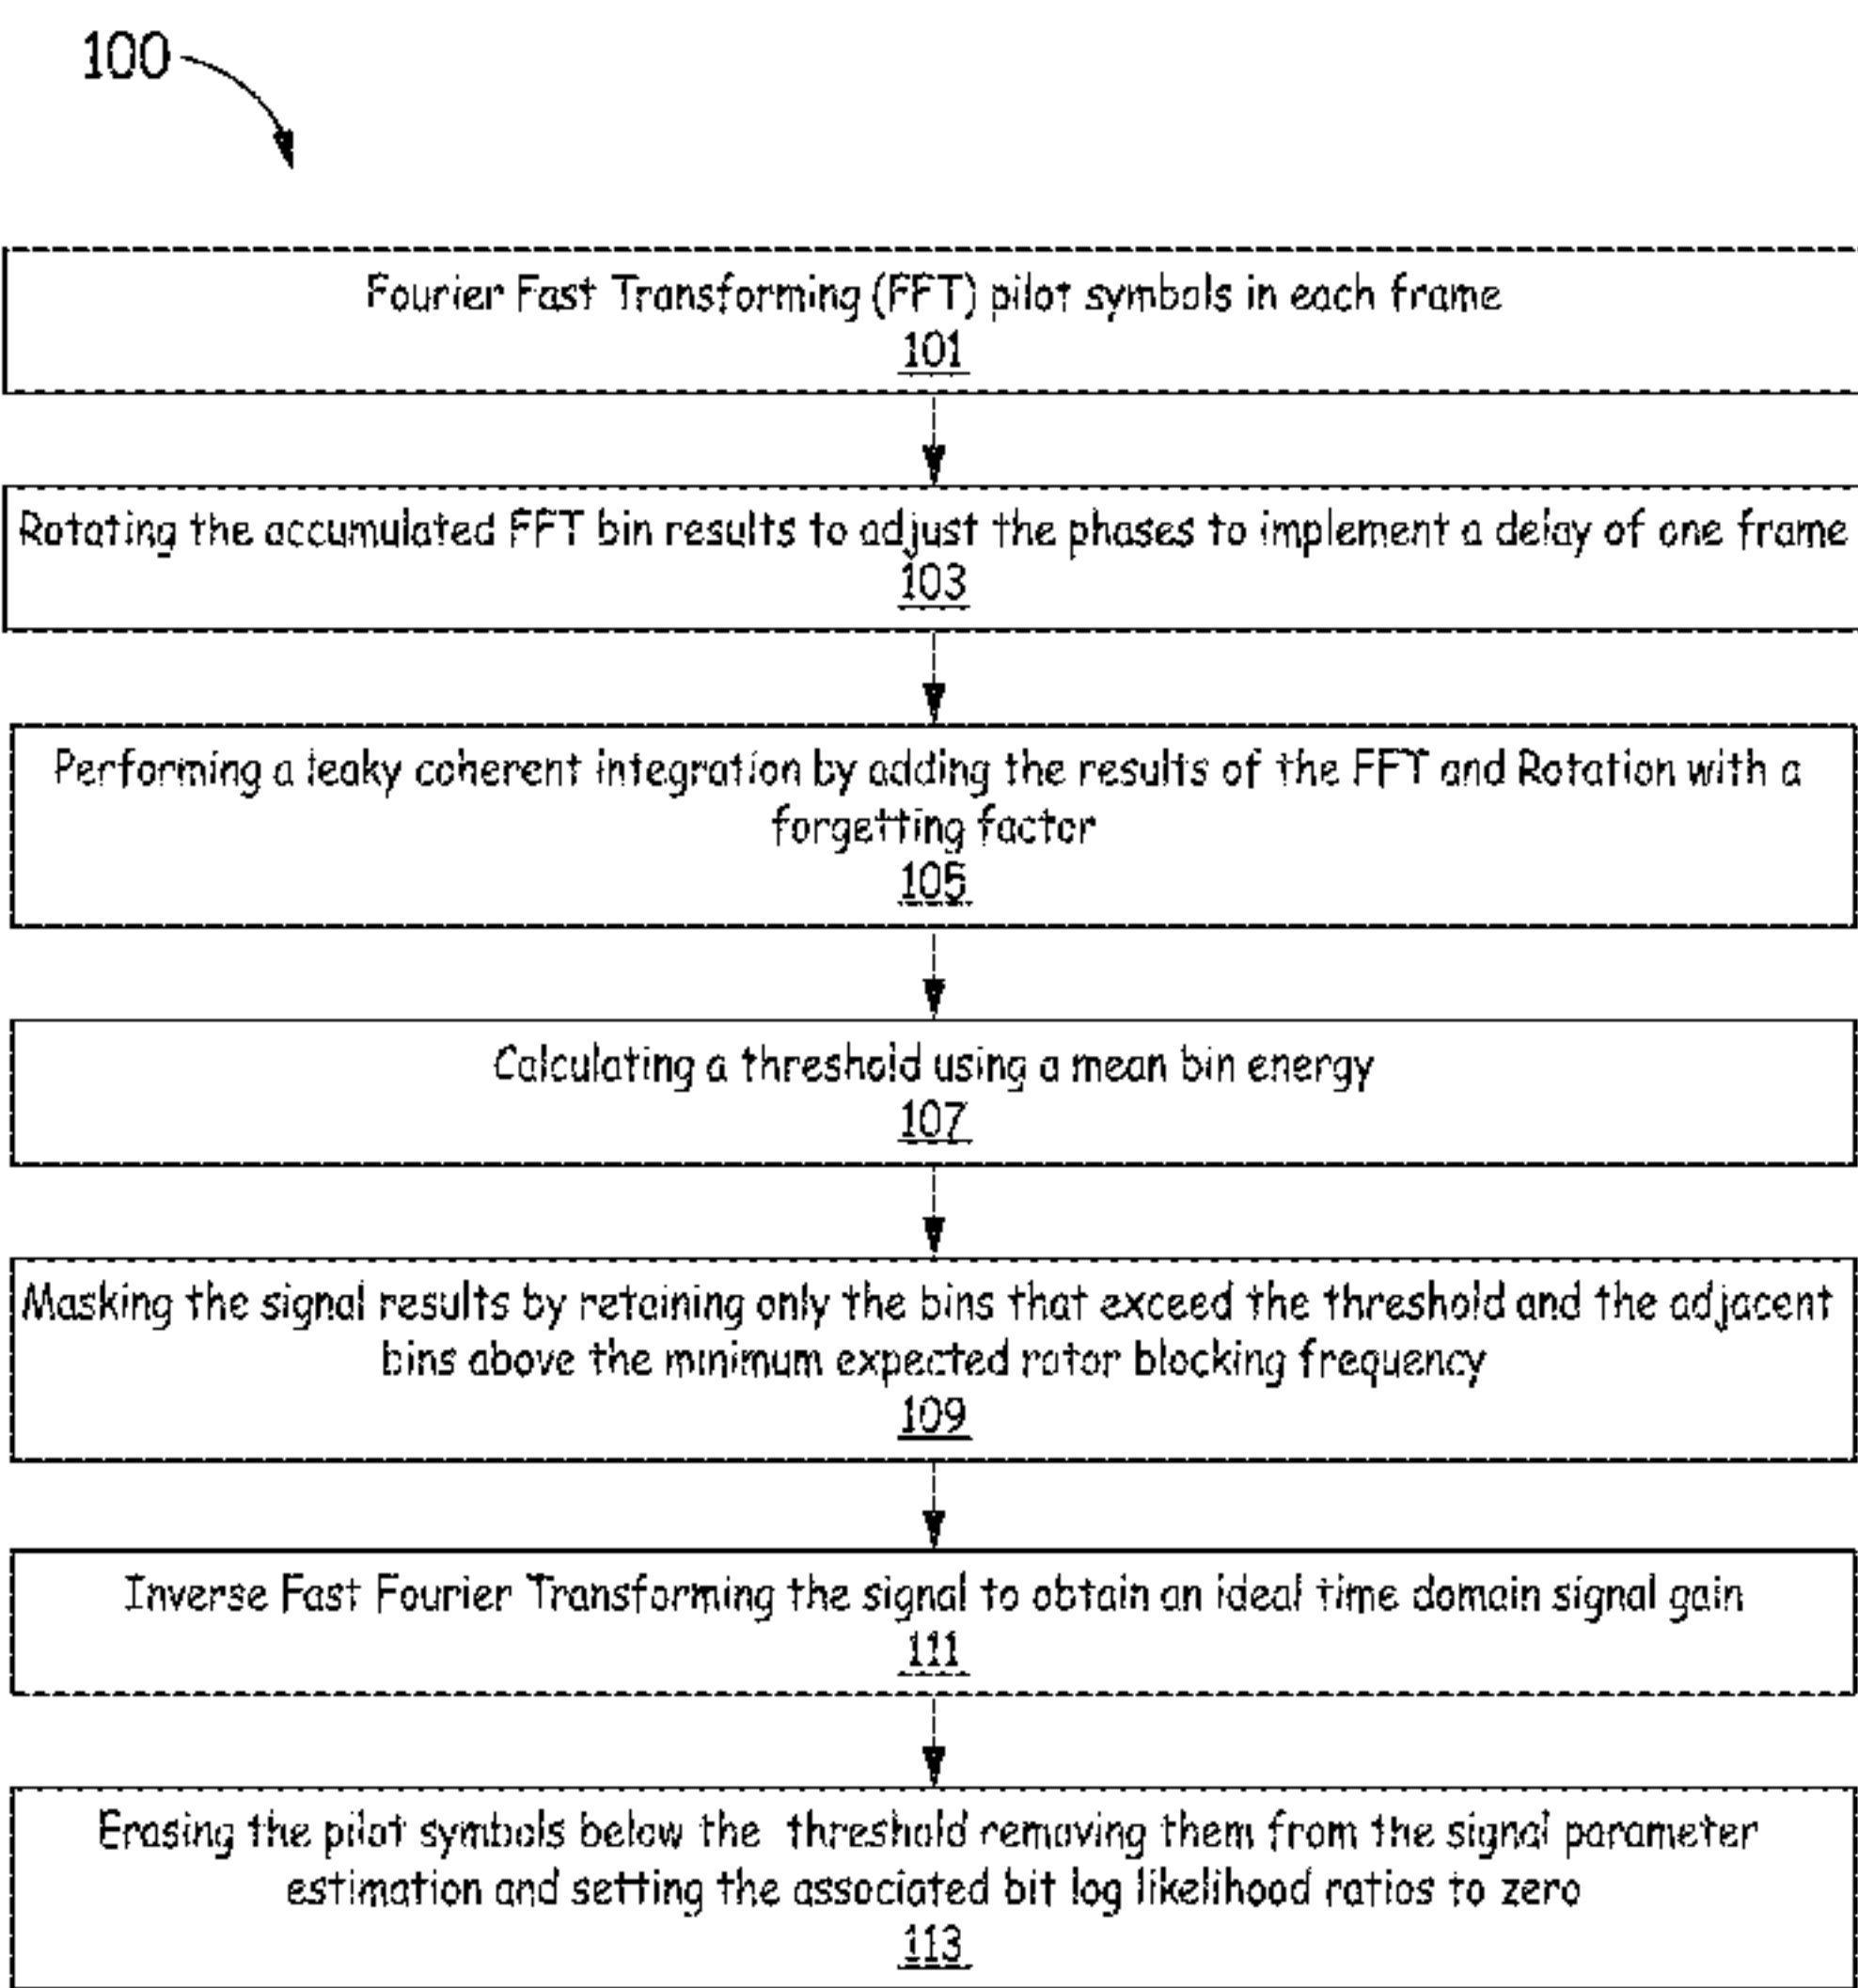 100
Fourier Fast Transforming (FFT) pilot symbols in each frame
101
Rotating the accumulated FFT bin results to adjust the phases to implement a delay of one frame
103
Performing a leaky coherent integration by adding the results of the FFT and Rotation with a
forgetting factor
105
Calculating a threshold using a mean bin energy
107
Masking the signal results by retaining only the bins that exceed the threshold and the adjacent
bins above the minimum expected rotor blocking frequency
109
Inverse Fast Fourier Transforming the signal to obtain an ideal time domain signal gain
111
Erasing the pilot symbols below the threshold removing them from the signal parameter
estimation and setting the associated bit log likelihood ratios to zero
113